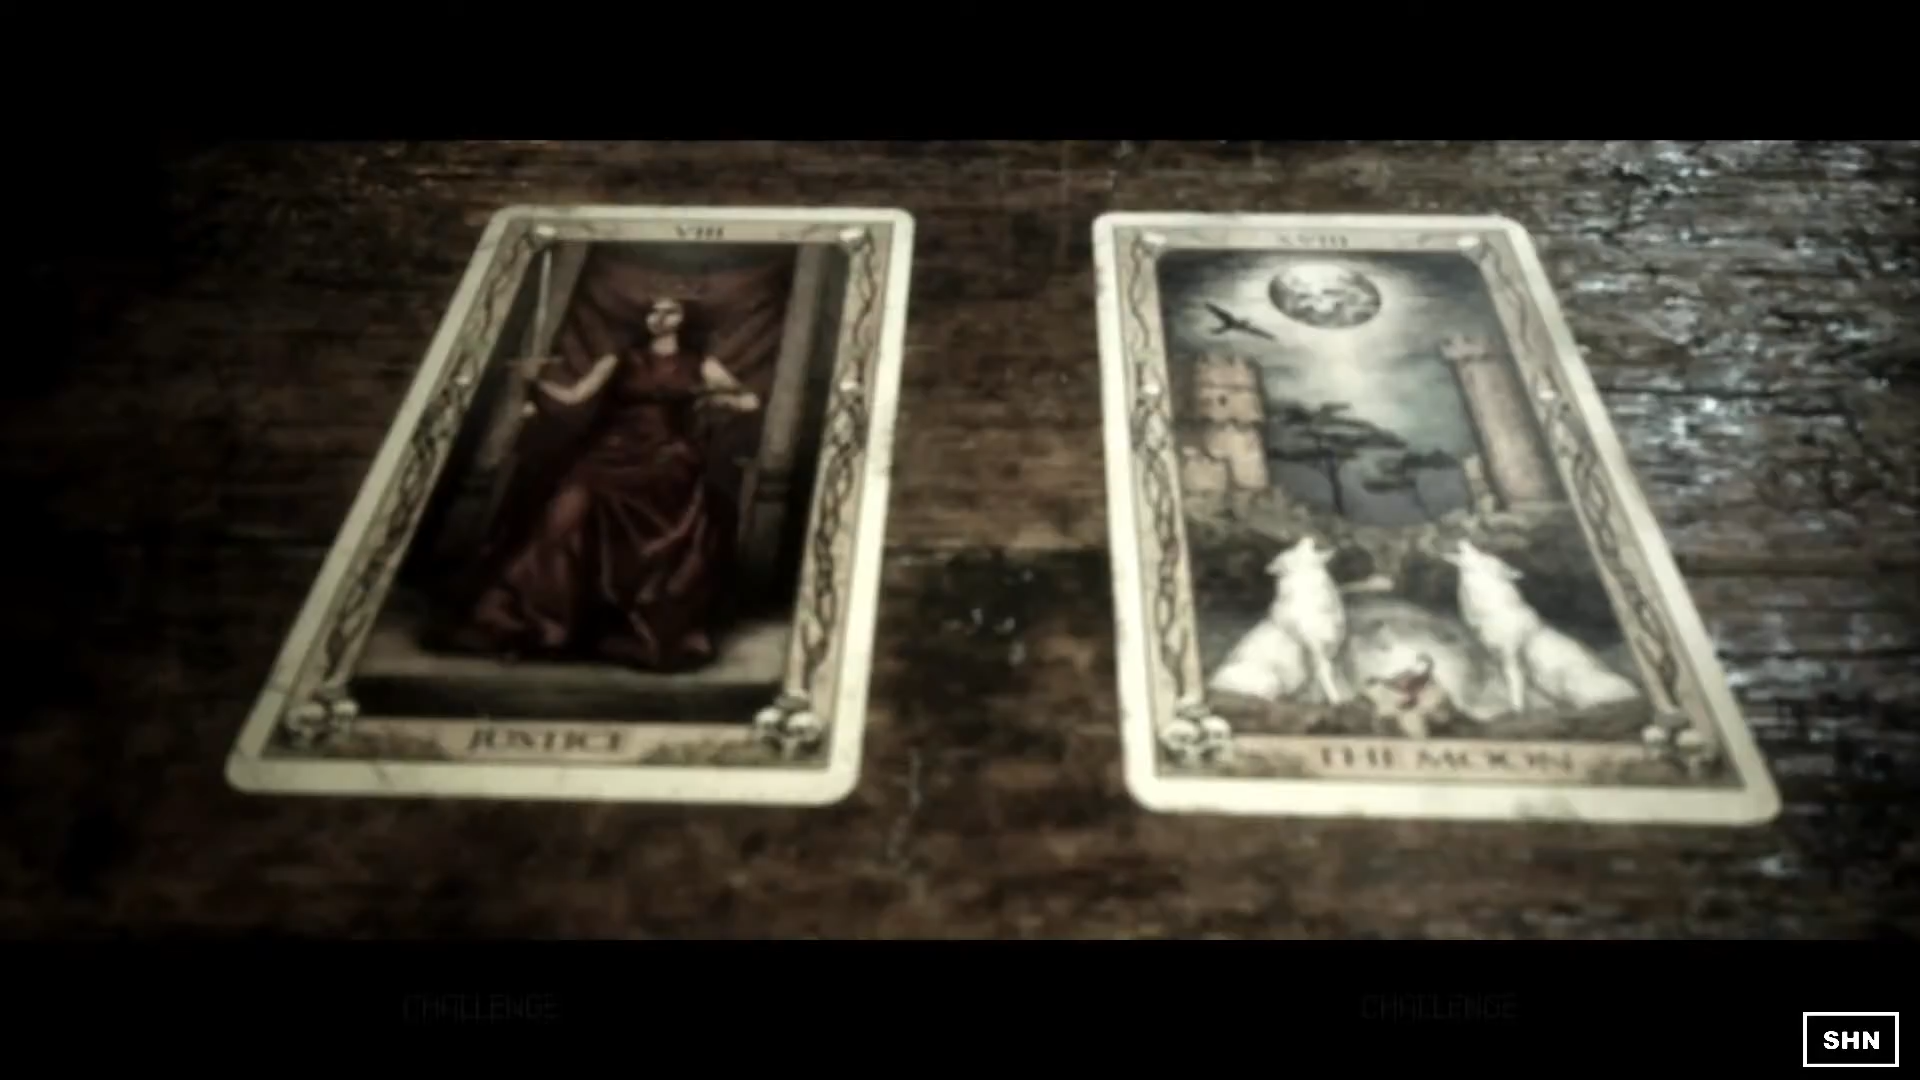 VIII
XVIII
JUSTICE
THE MOON
CHALLENGE
CHALLENGE
SHN